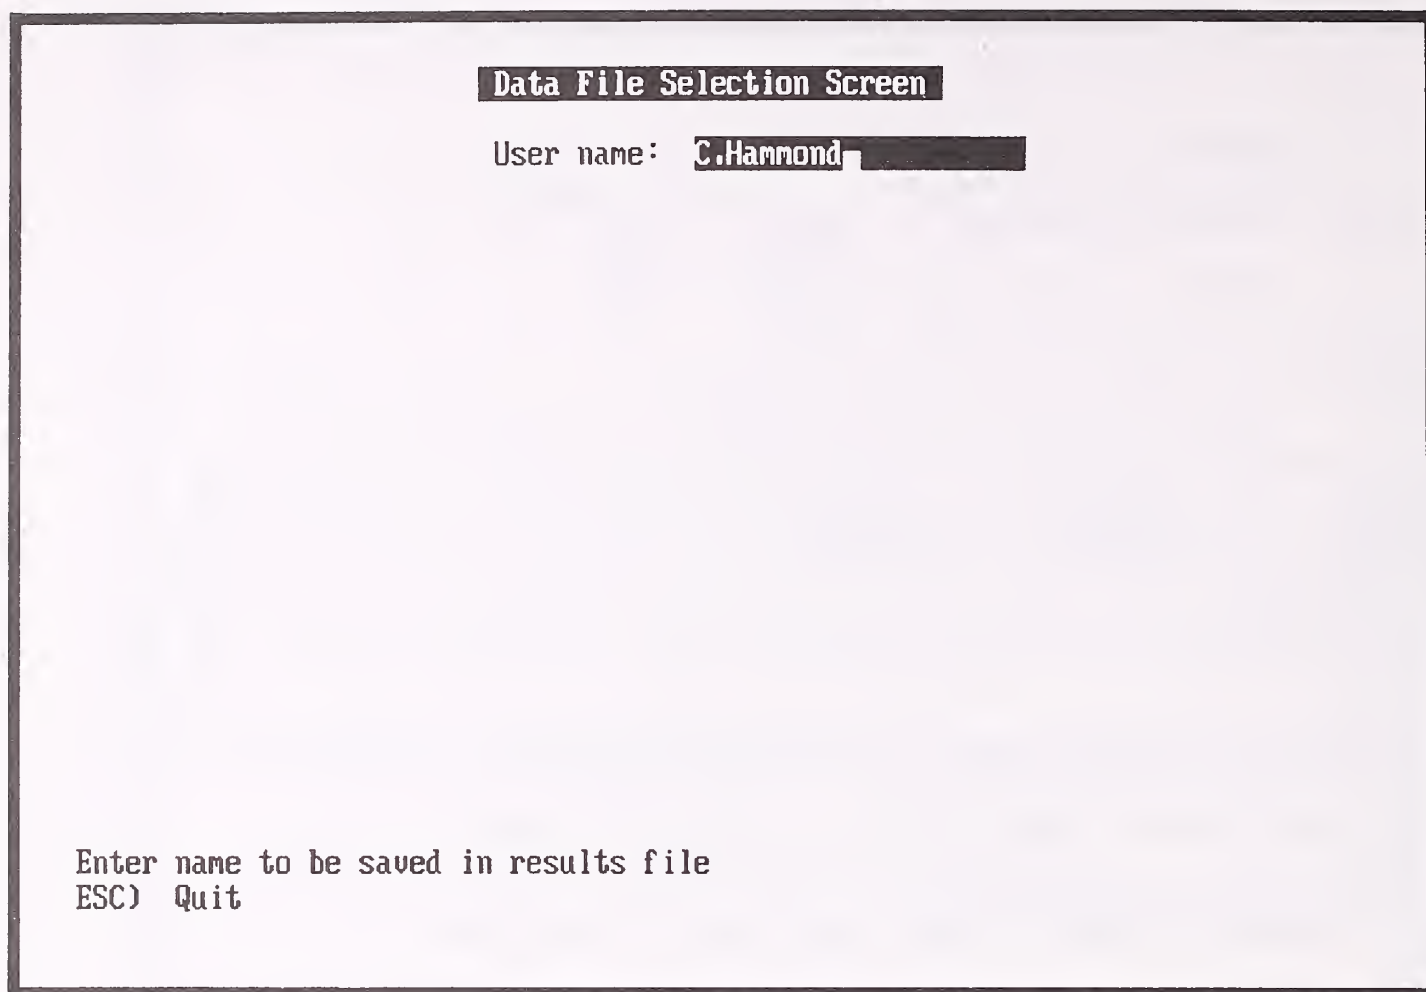 Data File Selection Screen
User name: C.Hammond
Enter name to be saved in results file
ESC) Quit